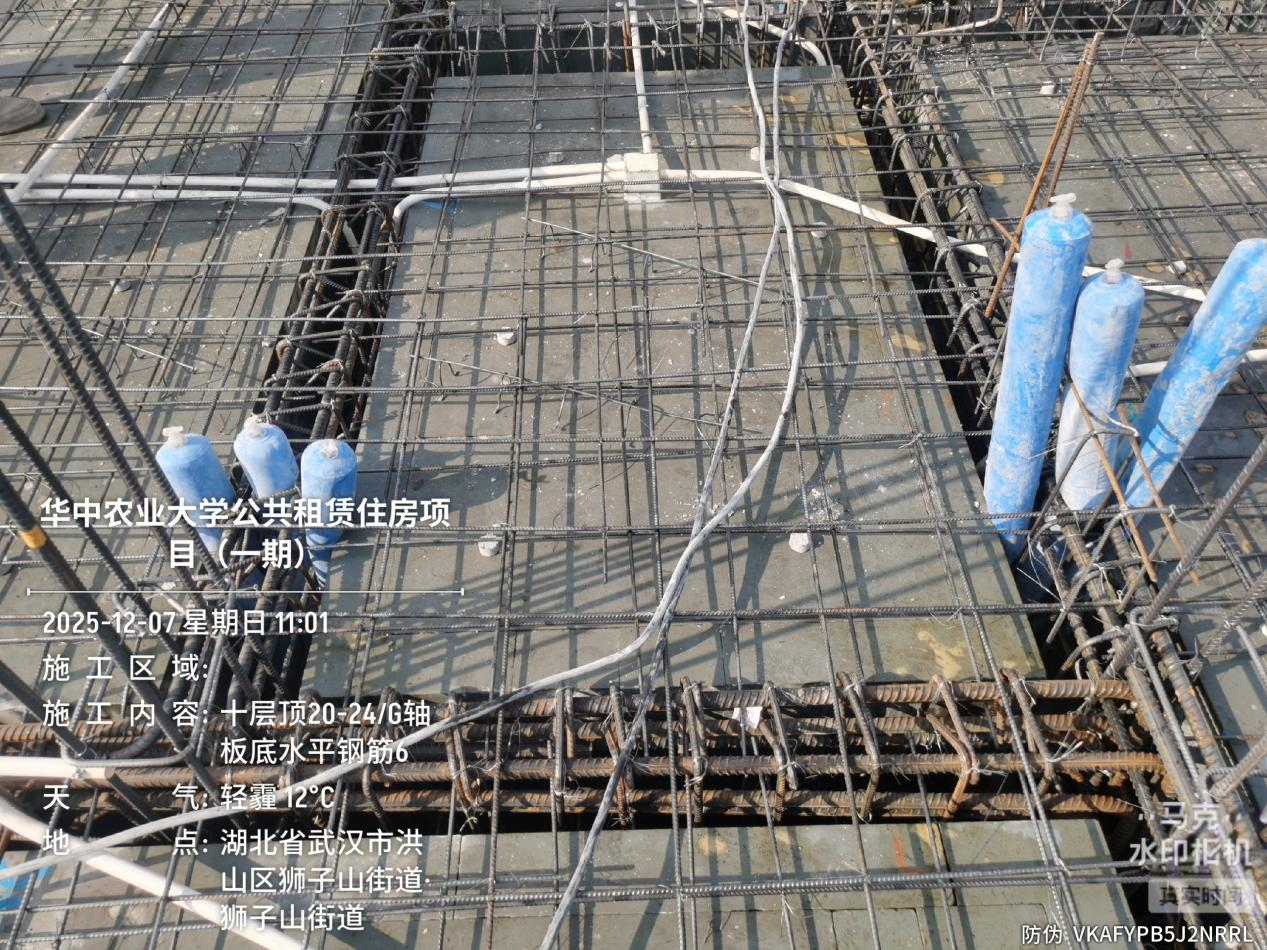 华中农业大学公共租赁住房项
目（一期）
2025-12-07 星期日 11:01
施工区域:
施工内容: 十层顶20-24/G轴
板底水平钢筋6
天气: 轻霾 12°C
地点: 湖北省武汉市洪
山区狮子山街道·
狮子山街道
马克
水印相机
真实时间
防伪 VKAFYPB5J2NRRL